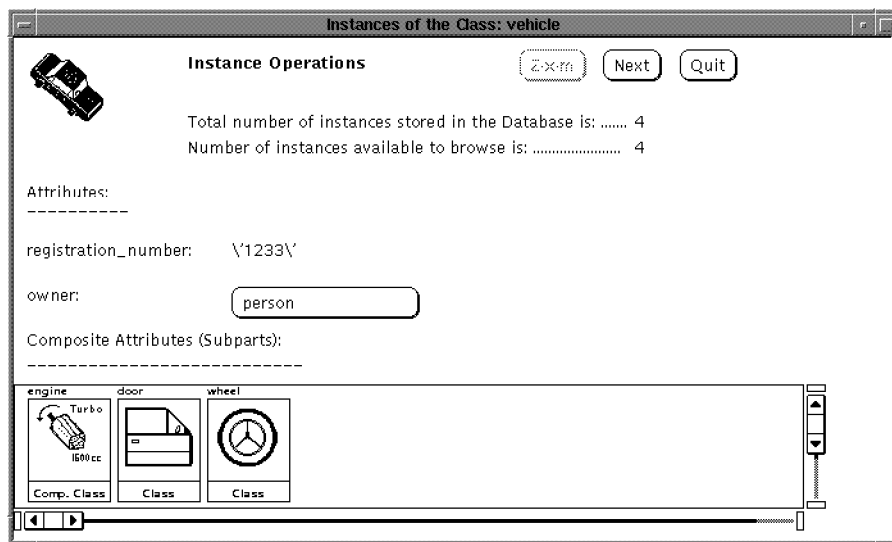 Instances of the Class: vehicle
Instance Operations
Next
Quit
Total number of instances stored in the Database is: ....... 4
Number of instances available to browse is: ....................... 4
Attributes:
----------
registration_number: \'1233\'
owner: person
Composite Attributes (Subparts):
---------------------------
engine door wheel
Turbo
1600 cc
Comp. Class Class Class